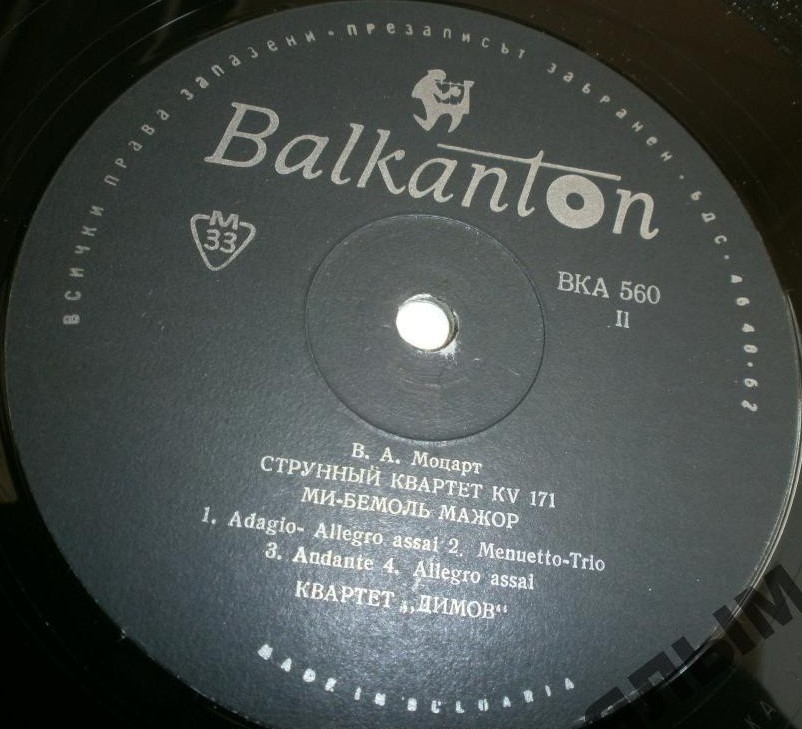 ВСИЧКИ ПРАВА ЗАПАЗЕНИ · ПРЕЗАПИСЪТ ЗАБРАНЕН · БДС · 4640-62
Balkanton
M
33
ВКА 560
II
В. А. Моцарт
СТРУННЫЙ КВАРТЕТ KV 171
МИ-БЕМОЛЬ МАЖОР
1. Adagio- Allegro assai 2. Menuetto-Trio
3. Andante 4. Allegro assai
КВАРТЕТ „ДИМОВ“
MADE IN BULGARIA